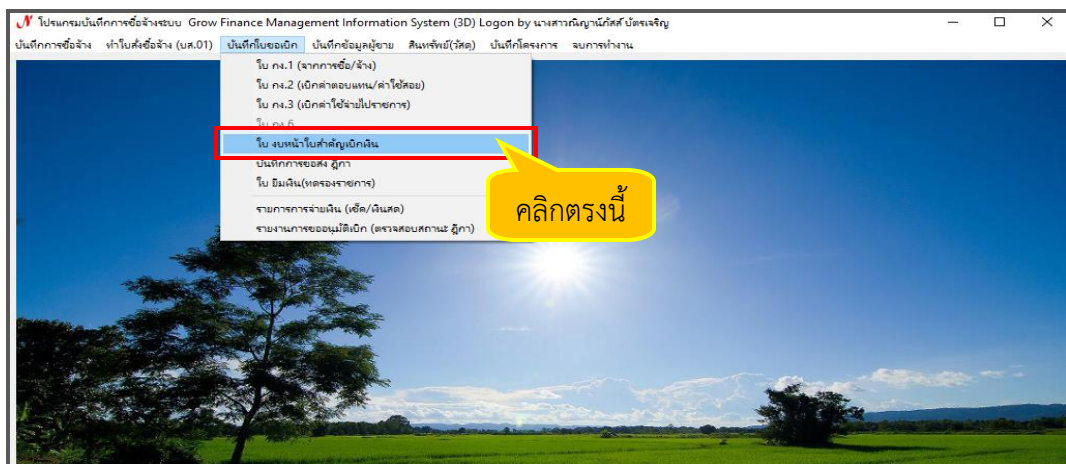 โปรแกรมบันทึกการซื้อจ้างระบบ Grow Finance Management Information System (3D) Logon by นางสาวณิญาณ์ภัสส์ บัตรเจริญ
บันทึกการซื้อจ้าง ทำใบสั่งซื้อจ้าง (บส.01) บันทึกใบขอเบิก บันทึกข้อมูลผู้ขาย สินทรัพย์(วัสดุ) บันทึกโครงการ จบการทำงาน
ใบ กง.1 (จากการซื้อ/จ้าง)
ใบ กง.2 (เบิกค่าตอบแทน/ค่าใช้สอย)
ใบ กง.3 (เบิกค่าใช้จ่ายไปราชการ)
ใบ กง.6
ใบ งบหน้าใบสำคัญเบิกเงิน
บันทึกการขอส่ง ฎีกา
ใบ ยืมเงิน(ทดรองราชการ)
คลิกตรงนี้
รายการการจ่ายเงิน (เช็ค/เงินสด)
รายงานการขออนุมัติเบิก (ตรวจสอบสถานะ ฎีกา)